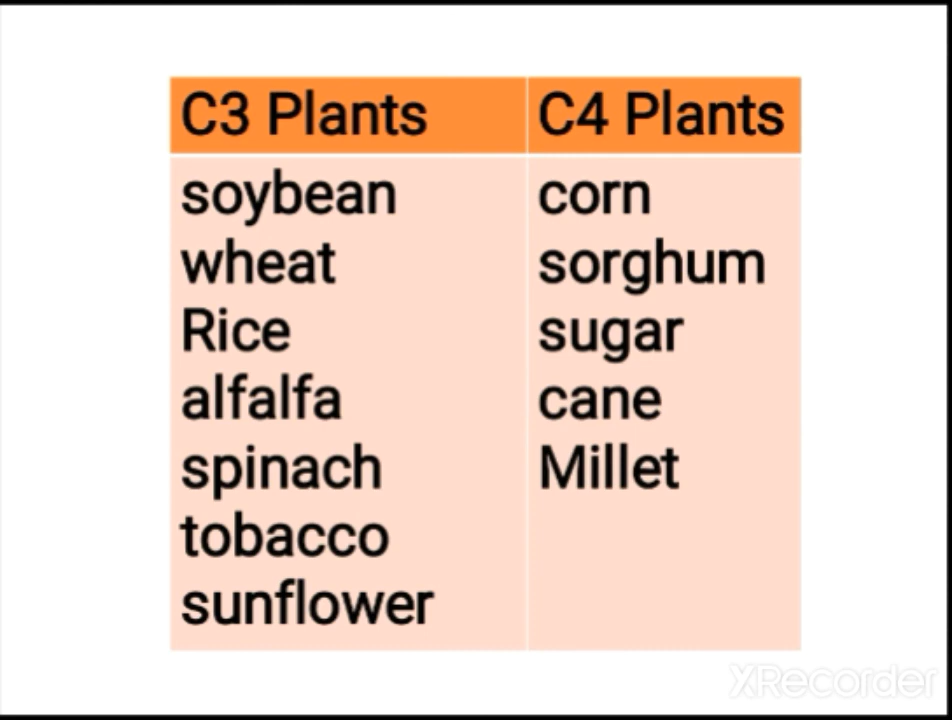 C3 Plants
C4 Plants
soybean
wheat
Rice
alfalfa
spinach
tobacco
sunflower
corn
sorghum
sugar
cane
Millet
XRecorder